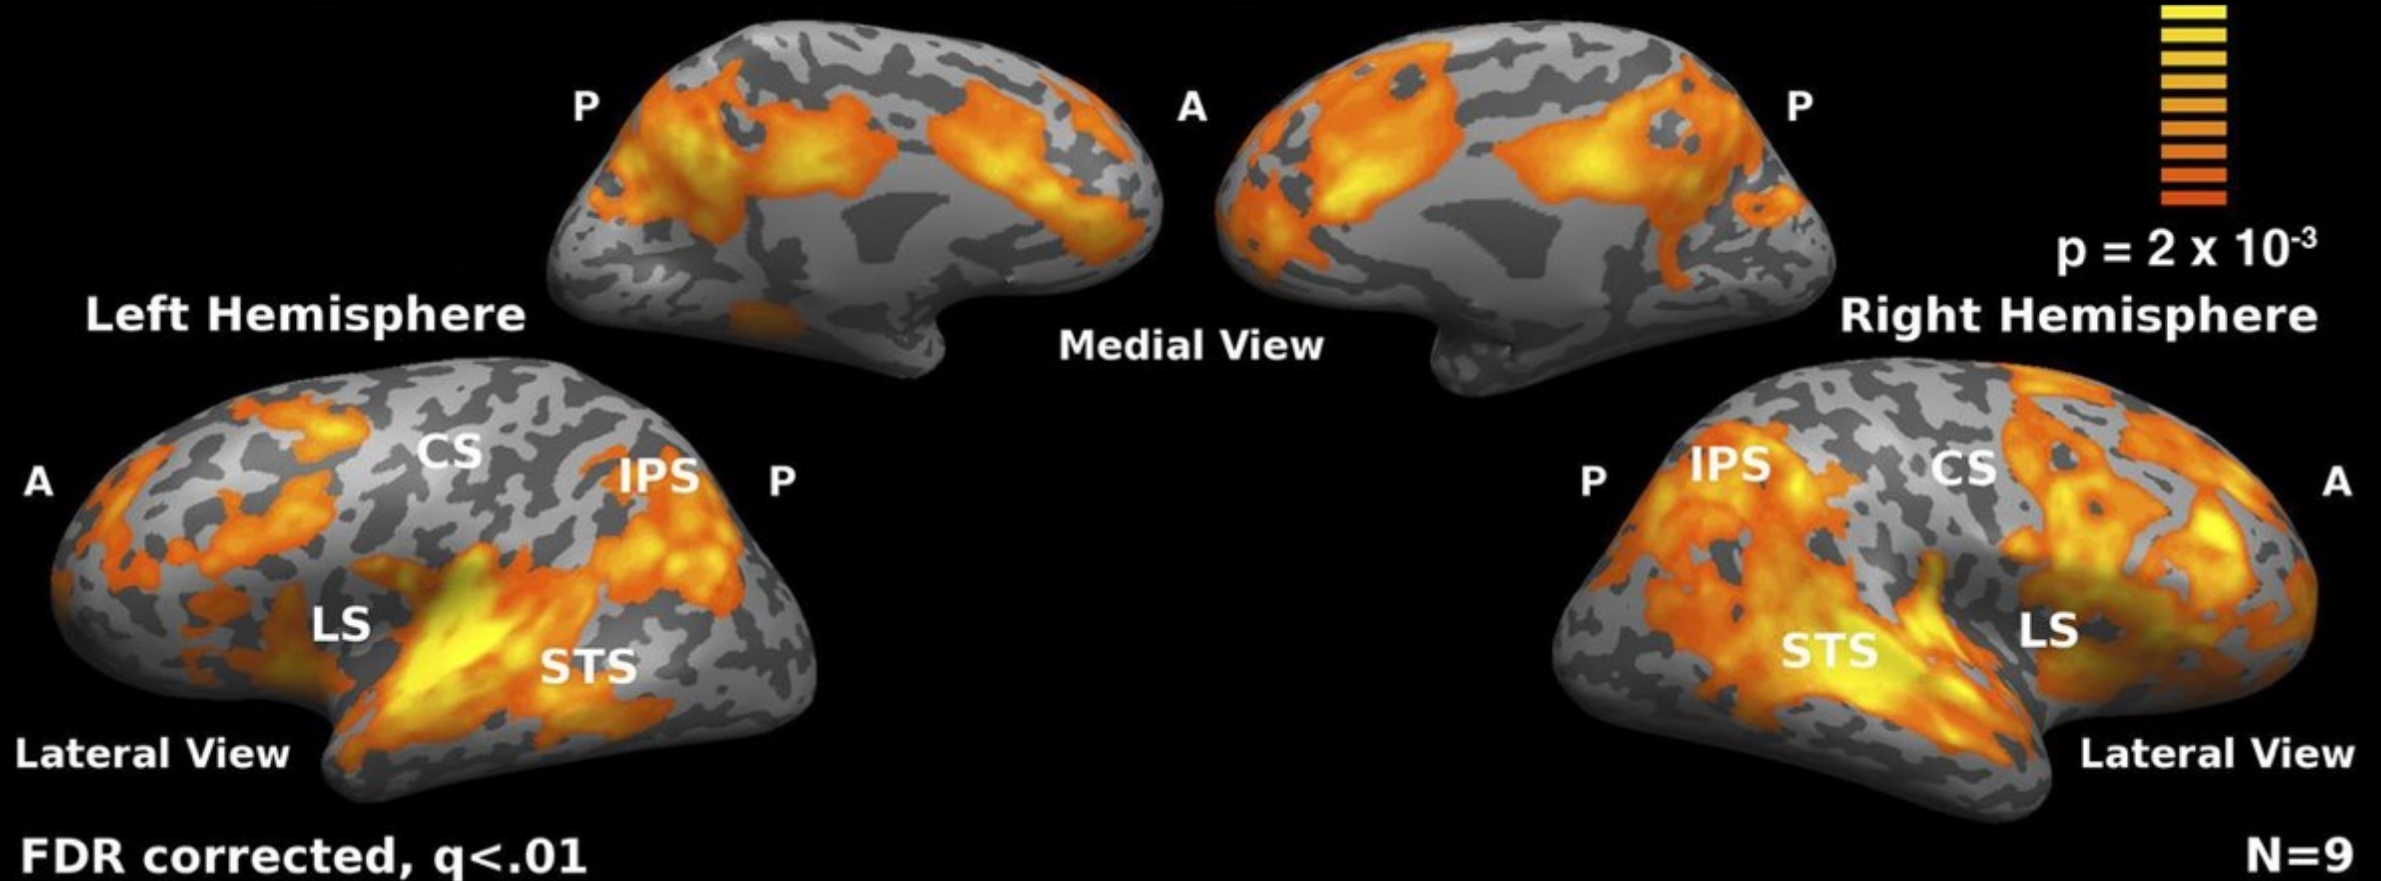 P
A
P
p = 2 x 10⁻³
Left Hemisphere
Right Hemisphere
Medial View
CS
IPS
A
P
LS
STS
Lateral View
IPS
CS
P
A
STS
LS
Lateral View
FDR corrected, q<.01
N=9